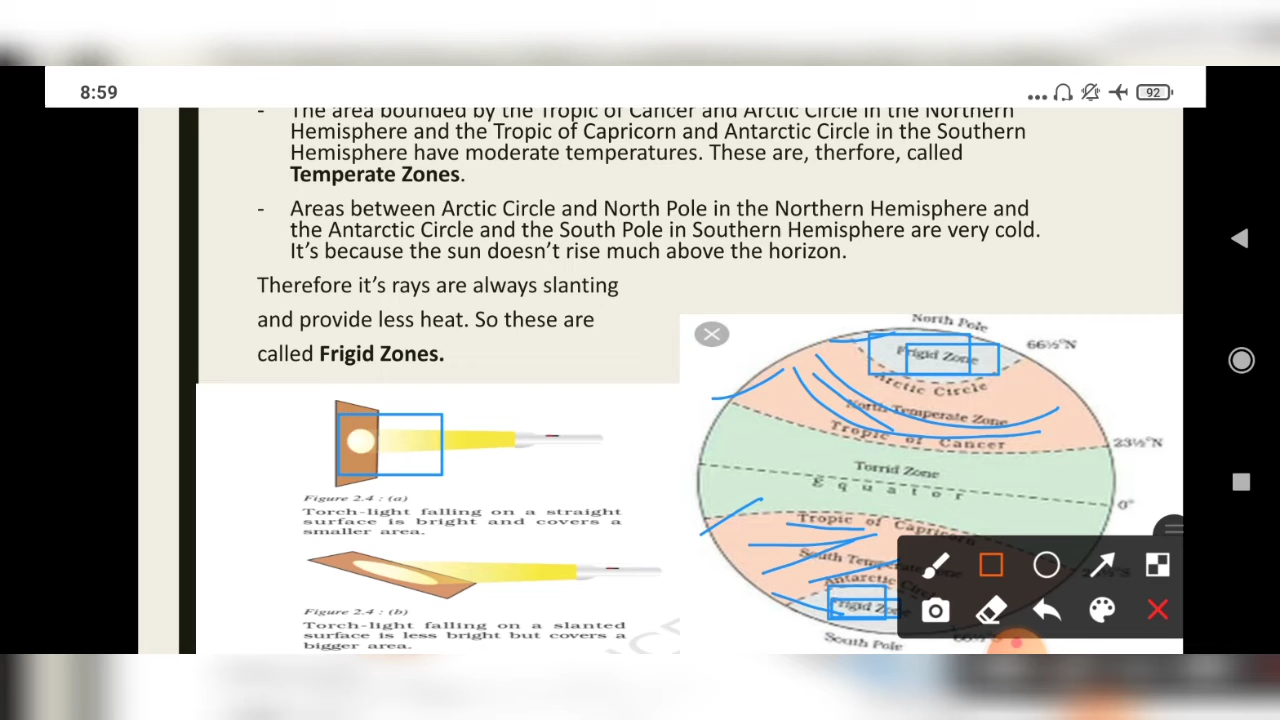 8:59
92
- The area bounded by the Tropic of Cancer and Arctic Circle in the Northern
Hemisphere and the Tropic of Capricorn and Antarctic Circle in the Southern
Hemisphere have moderate temperatures. These are, therfore, called
Temperate Zones.
- Areas between Arctic Circle and North Pole in the Northern Hemisphere and
the Antarctic Circle and the South Pole in Southern Hemisphere are very cold.
It's because the sun doesn't rise much above the horizon.
Therefore it's rays are always slanting
and provide less heat. So these are
called Frigid Zones.
Figure 2.4 : (a)
Torch-light falling on a straight
surface is bright and covers a
smaller area.
Figure 2.4 : (b)
Torch-light falling on a slanted
surface is less bright but covers a
bigger area.
North Pole
66½°N
Frigid Zone
Arctic Circle
North Temperate Zone
Tropic of Cancer
23½°N
Torrid Zone
Equator
0°
Tropic of Capricorn
South Temperate Zone
Antarctic
Frigid
South Pole